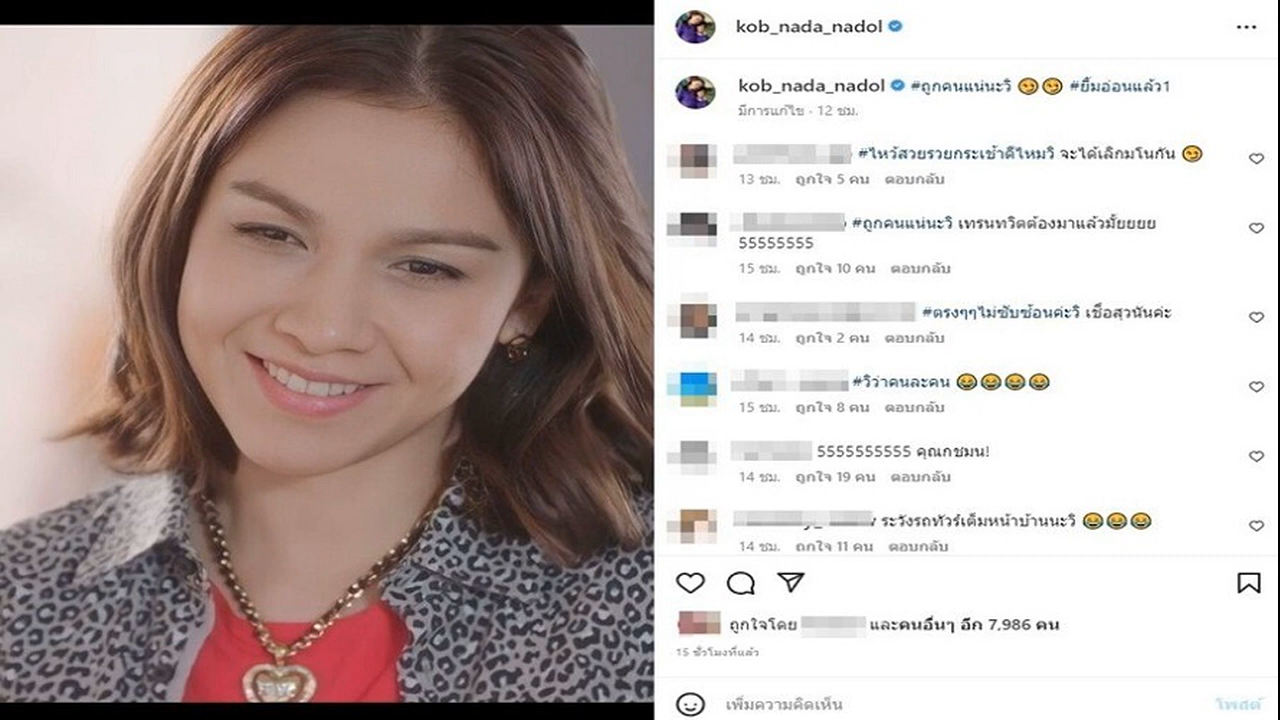 kob_nada_nadol
kob_nada_nadol #ถูกคนแน่นะวิ 😏😏 #ยิ้มอ่อนแล้ว1
มีการแก้ไข · 12 ชม.
#ไหว้สวยรวยกระเช้าดีไหมวิ จะได้เลิกมโนกัน 😏
13 ชม. ถูกใจ 5 คน ตอบกลับ
#ถูกคนแน่นะวิ เทรนทวิตต้องมาแล้วมั้ยยยย
55555555
15 ชม. ถูกใจ 10 คน ตอบกลับ
#ตรงๆๆไม่ซับซ้อนค่ะวิ เชื่อสุวนันค่ะ
14 ชม. ถูกใจ 2 คน ตอบกลับ
#วิว่าคนละคน 😂😂😂😂
15 ชม. ถูกใจ 8 คน ตอบกลับ
5555555555 คุณกชมน!
14 ชม. ถูกใจ 19 คน ตอบกลับ
ระวังรถทัวร์เต็มหน้าบ้านนะวิ 😂😂😂
14 ชม. ถูกใจ 11 คน ตอบกลับ
ถูกใจโดย และคนอื่นๆ อีก 7,986 คน
15 ชั่วโมงที่แล้ว
เพิ่มความคิดเห็น
โพสต์